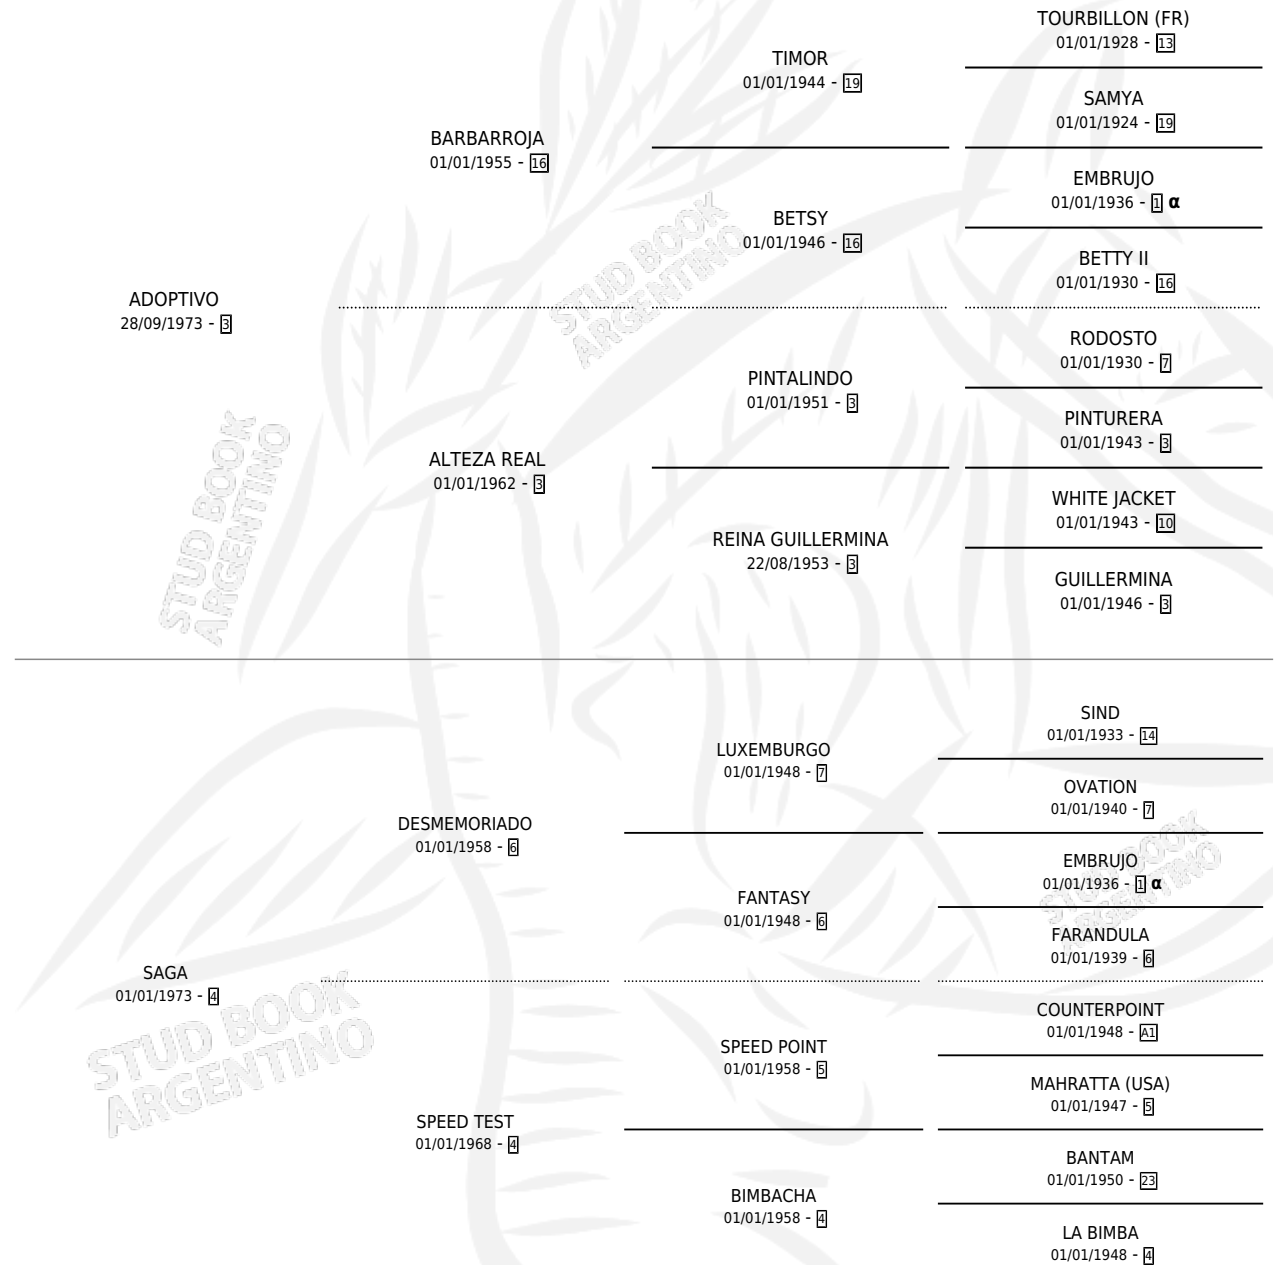 TOURBILLON (FR)
01/01/1928 - 13
TIMOR
01/01/1944 - 19
SAMYA
01/01/1924 - 19
BARBARROJA
01/01/1955 - 16
EMBRUJO
01/01/1936 - 1 α
BETSY
01/01/1946 - 16
BETTY II
01/01/1930 - 16
ADOPTIVO
28/09/1973 - 3
RODOSTO
01/01/1930 - 7
PINTALINDO
01/01/1951 - 3
PINTURERA
01/01/1943 - 3
ALTEZA REAL
01/01/1962 - 3
WHITE JACKET
01/01/1943 - 10
REINA GUILLERMINA
22/08/1953 - 3
GUILLERMINA
01/01/1946 - 3
SIND
01/01/1933 - 14
LUXEMBURGO
01/01/1948 - 7
OVATION
01/01/1940 - 7
DESMEMORIADO
01/01/1958 - 6
EMBRUJO
01/01/1936 - 1 α
FANTASY
01/01/1948 - 6
FARANDULA
01/01/1939 - 6
SAGA
01/01/1973 - 4
COUNTERPOINT
01/01/1948 - A1
SPEED POINT
01/01/1958 - 5
MAHRATTA (USA)
01/01/1947 - 5
SPEED TEST
01/01/1968 - 4
BANTAM
01/01/1950 - 23
BIMBACHA
01/01/1958 - 4
LA BIMBA
01/01/1948 - 4
STUD BOOK
ARGENTINO
STUD BOOK
ARGENTINO
STUD BOOK
ARGENTINO
STUD BOOK
ARGENTINO